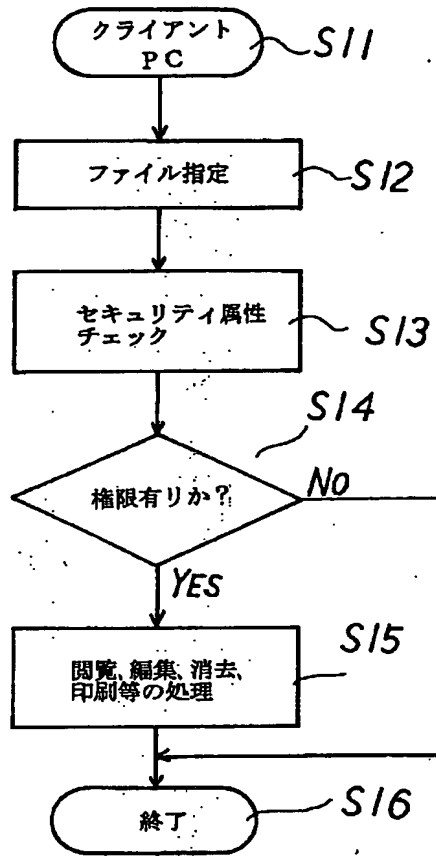 クライアント
PC
S11
ファイル指定
S12
セキュリティ属性
チェック
S13
S14
権限有りか?
NO
YES
S15
閲覧、編集、消去、
印刷等の処理
S16
終了